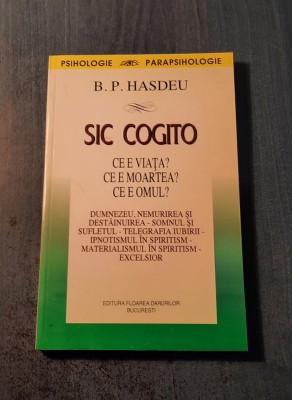 PSIHOLOGIE PARAPSIHOLOGIE
B. P. HASDEU
SIC COGITO
CE E VIAȚA?
CE E MOARTEA?
CE E OMUL?
DUMNEZEU, NEMURIREA ȘI
DESTĂINUIREA - SOMNUL ȘI
SUFLETUL - TELEGRAFIA IUBIRII -
IPNOTISMUL ÎN SPIRITISM -
MATERIALISMUL ÎN SPIRITISM -
EXCELSIOR
EDITURA FLOAREA DARURILOR
BUCUREȘTI